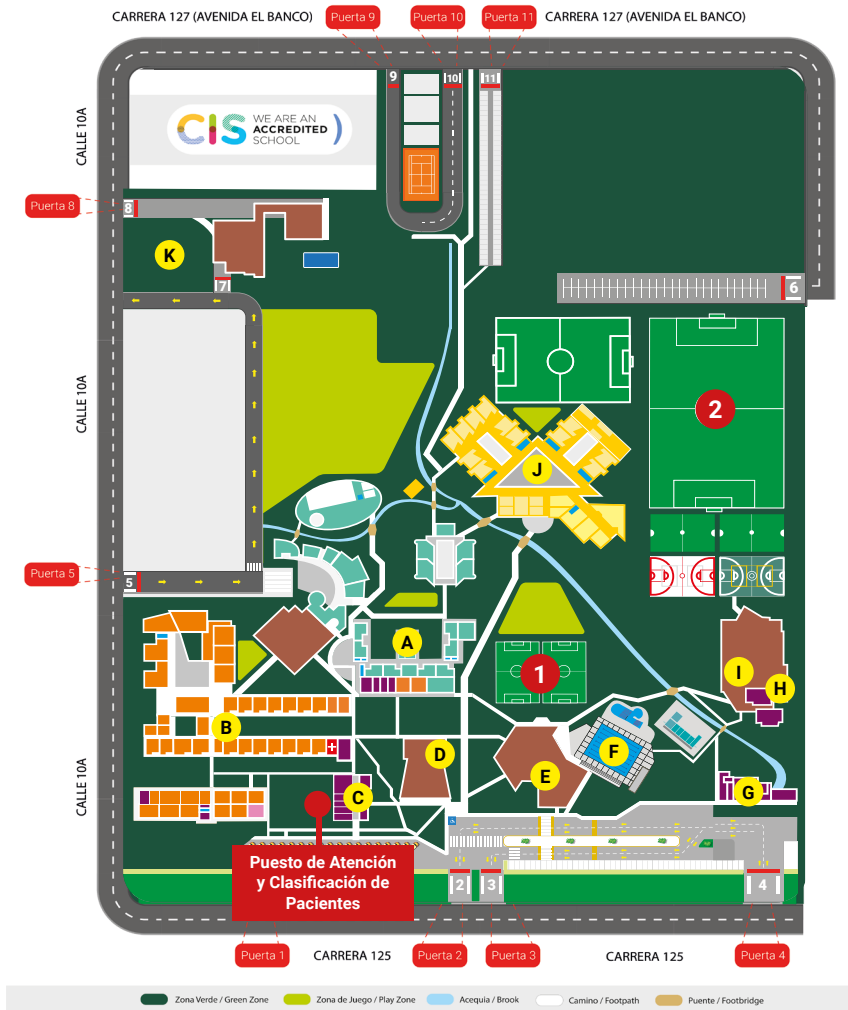 CARRERA 127 (AVENIDA EL BANCO)
Puerta 9
Puerta 10
Puerta 11
CARRERA 127 (AVENIDA EL BANCO)
9
10
11
CALLE 10A
CIS
WE ARE AN
ACCREDITED
SCHOOL
Puerta 8
8
K
7
6
CALLE 10A
2
J
Puerta 5
5
A
1
I
H
B
D
F
E
C
G
CALLE 10A
Puesto de Atención
y Clasificación de
Pacientes
2
3
4
Puerta 1
CARRERA 125
Puerta 2
Puerta 3
CARRERA 125
Puerta 4
Zona Verde / Green Zone
Zona de Juego / Play Zone
Acequia / Brook
Camino / Footpath
Puente / Footbridge